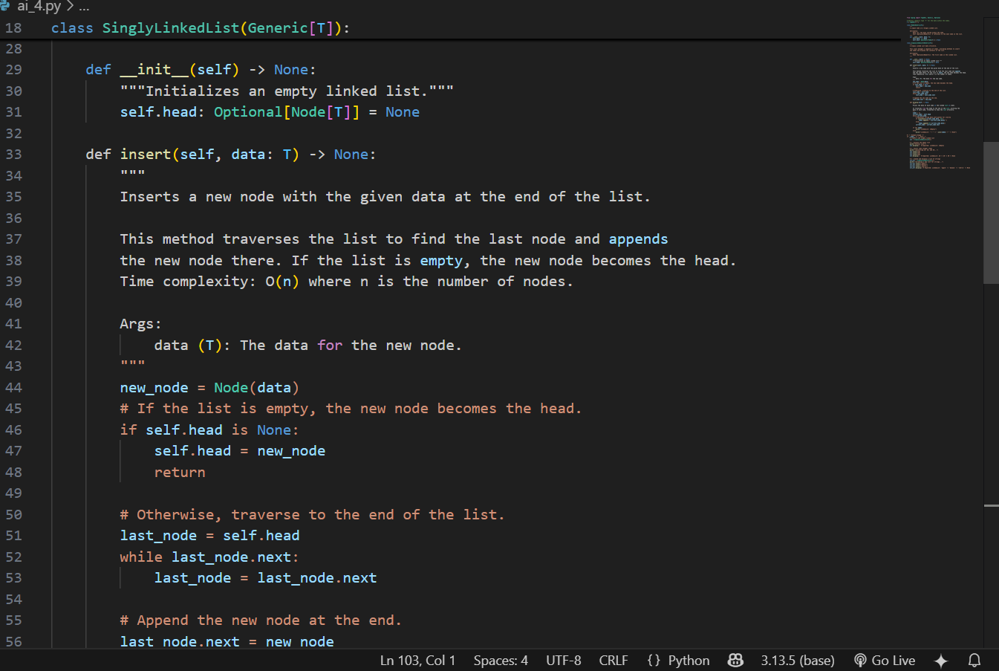 ai_4.py > ...
18 class SinglyLinkedList(Generic[T]):
28
29 def __init__(self) -> None:
30 """Initializes an empty linked list."""
31 self.head: Optional[Node[T]] = None
32
33 def insert(self, data: T) -> None:
34 """
35 Inserts a new node with the given data at the end of the list.
36
37 This method traverses the list to find the last node and appends
38 the new node there. If the list is empty, the new node becomes the head.
39 Time complexity: O(n) where n is the number of nodes.
40
41 Args:
42 data (T): The data for the new node.
43 """
44 new_node = Node(data)
45 # If the list is empty, the new node becomes the head.
46 if self.head is None:
47 self.head = new_node
48 return
49
50 # Otherwise, traverse to the end of the list.
51 last_node = self.head
52 while last_node.next:
53 last_node = last_node.next
54
55 # Append the new node at the end.
56 last_node.next = new_node
Ln 103, Col 1 Spaces: 4 UTF-8 CRLF {} Python 3.13.5 (base) Go Live